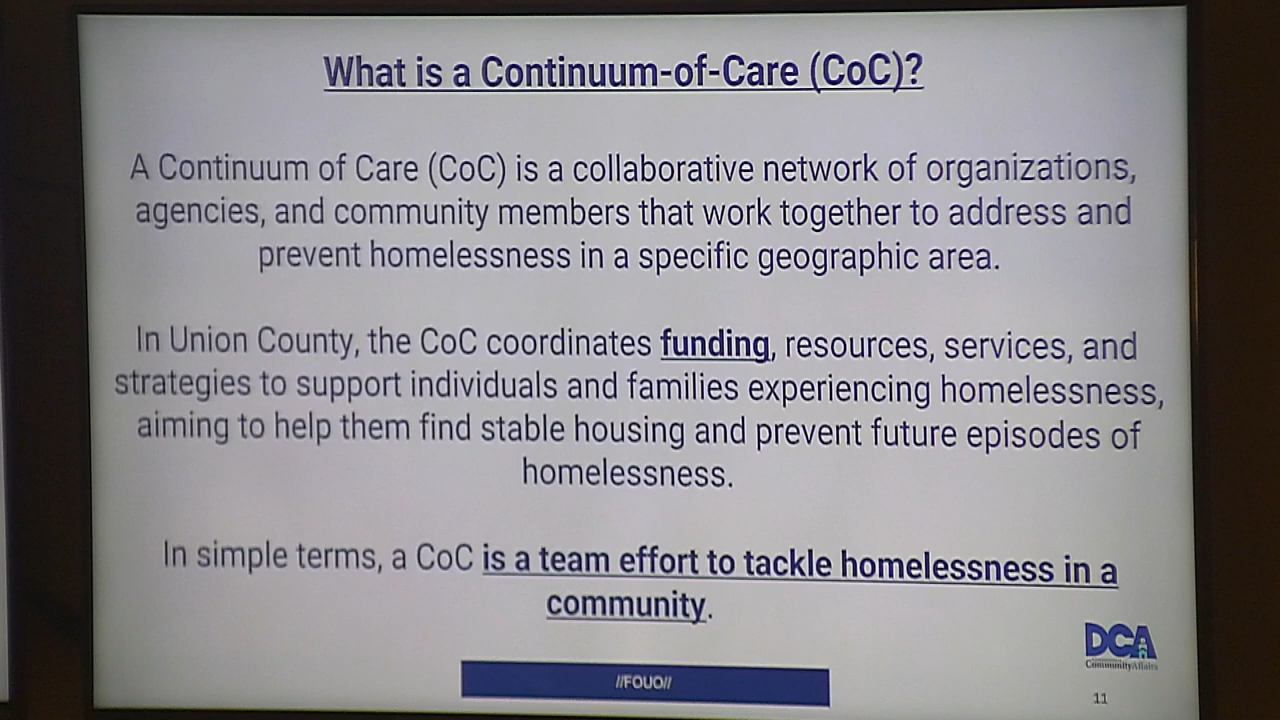 What is a Continuum-of-Care (CoC)?
A Continuum of Care (CoC) is a collaborative network of organizations,
agencies, and community members that work together to address and
prevent homelessness in a specific geographic area.
In Union County, the CoC coordinates funding, resources, services, and
strategies to support individuals and families experiencing homelessness,
aiming to help them find stable housing and prevent future episodes of
homelessness.
In simple terms, a CoC is a team effort to tackle homelessness in a
community.
DCA
CommunityAffairs
//FOUO//
11